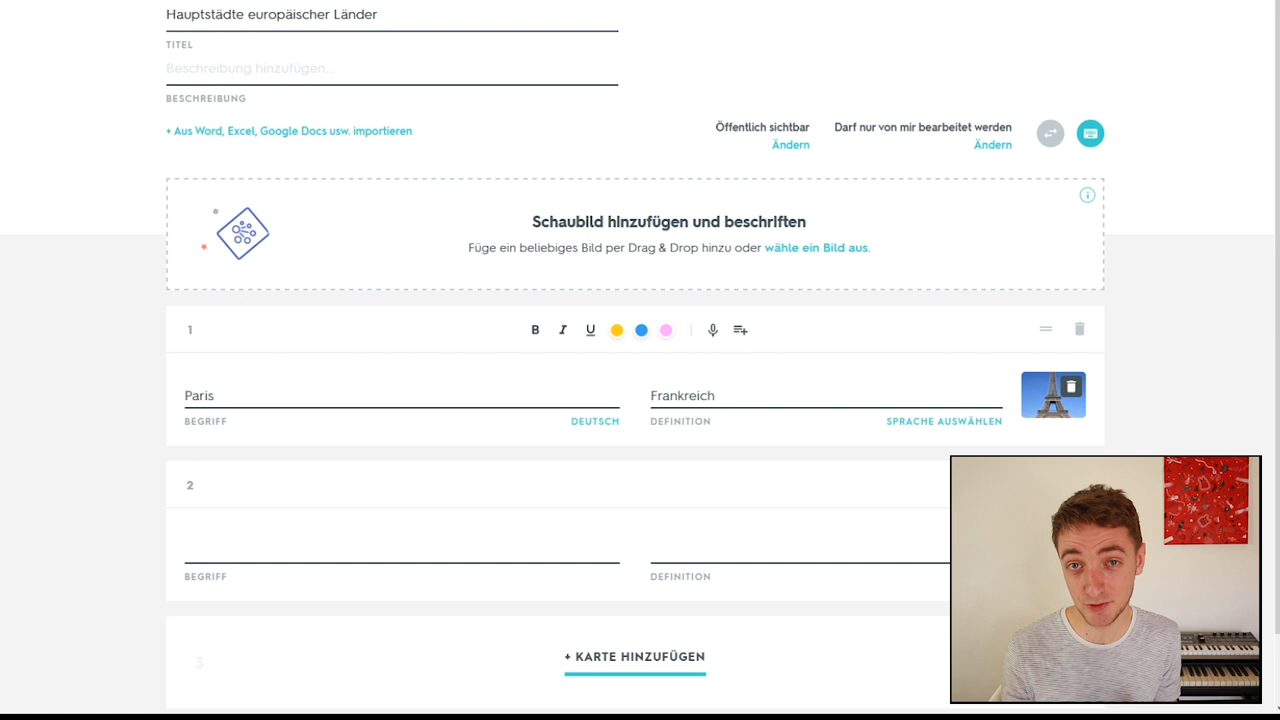 Hauptstädte europäischer Länder
TITEL
Beschreibung hinzufügen...
BESCHREIBUNG
+ Aus Word, Excel, Google Docs usw. importieren
Öffentlich sichtbar
Ändern
Darf nur von mir bearbeitet werden
Ändern
Schaubild hinzufügen und beschriften
Füge ein beliebiges Bild per Drag & Drop hinzu oder wähle ein Bild aus.
1
B I U
Paris
BEGRIFF
DEUTSCH
Frankreich
DEFINITION
SPRACHE AUSWÄHLEN
2
BEGRIFF
DEFINITION
3
+ KARTE HINZUFÜGEN